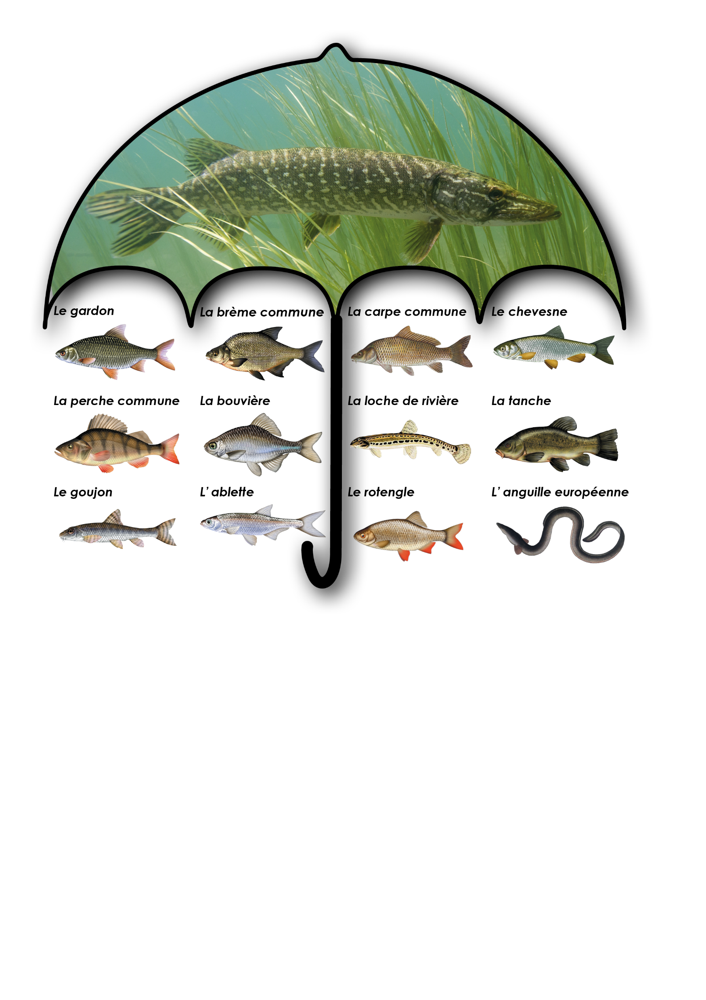 Le gardon
La brème commune
La carpe commune
Le chevesne
La perche commune
La bouvière
La loche de rivière
La tanche
Le goujon
L’ ablette
Le rotengle
L’ anguille européenne